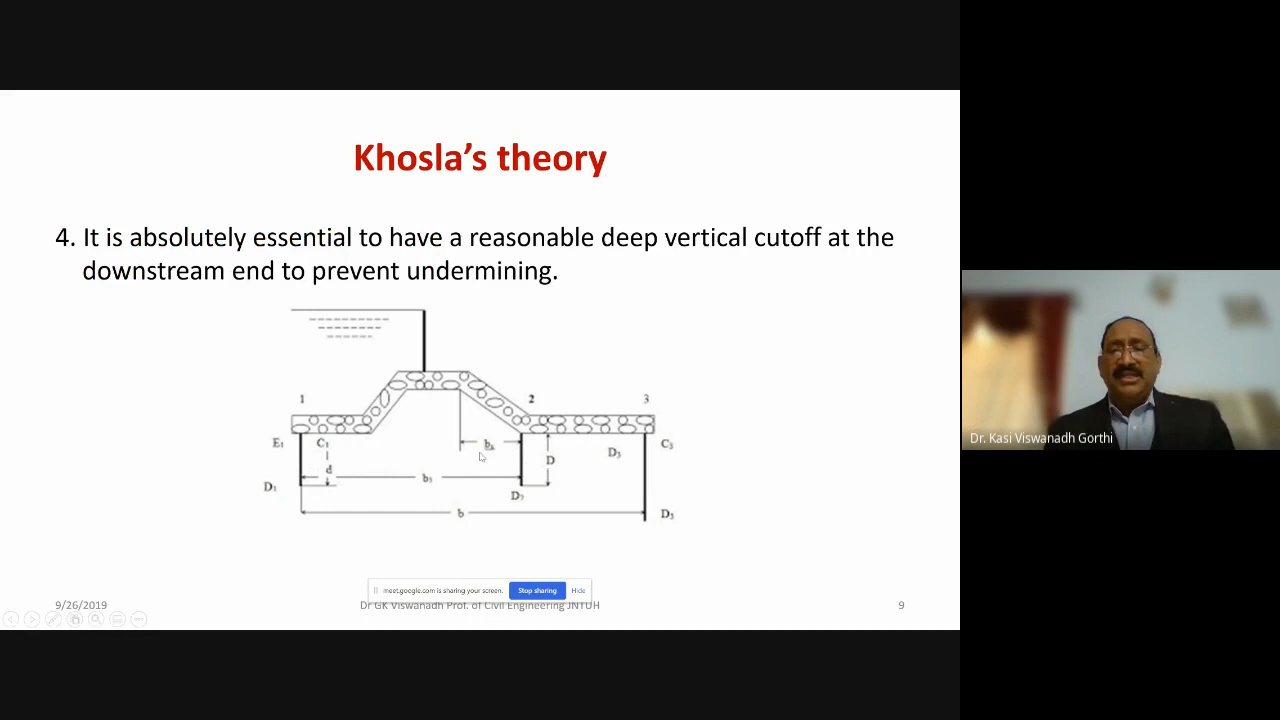 Khosla’s theory
4. It is absolutely essential to have a reasonable deep vertical cutoff at the
downstream end to prevent undermining.
1
2
3
E₁
C₁
D₃
C₃
d
D
D₁
b₁
D₃
b
meet.google.com is sharing your screen.
Stop sharing
Hide
9/26/2019
Dr GK Viswanadh Prof. of Civil Engineering JNTUH
9
Dr. Kasi Viswanadh Gorthi